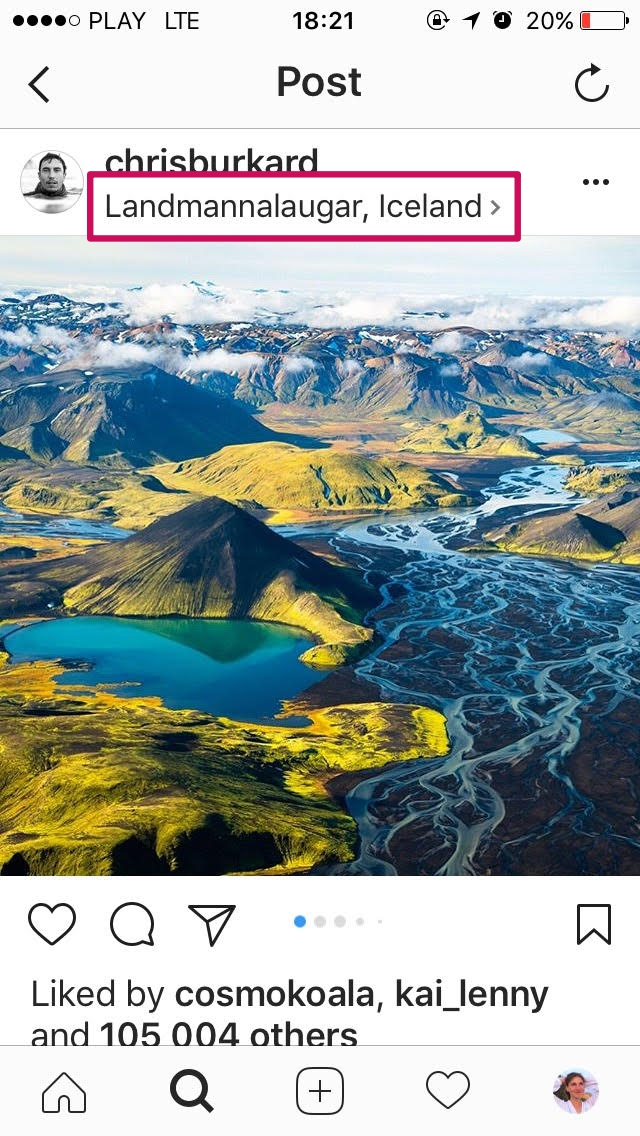 PLAY LTE 18:21 20%
Post
chrisburkard
Landmannalaugar, Iceland >
Liked by cosmokoala, kai_lenny
and 105 004 others